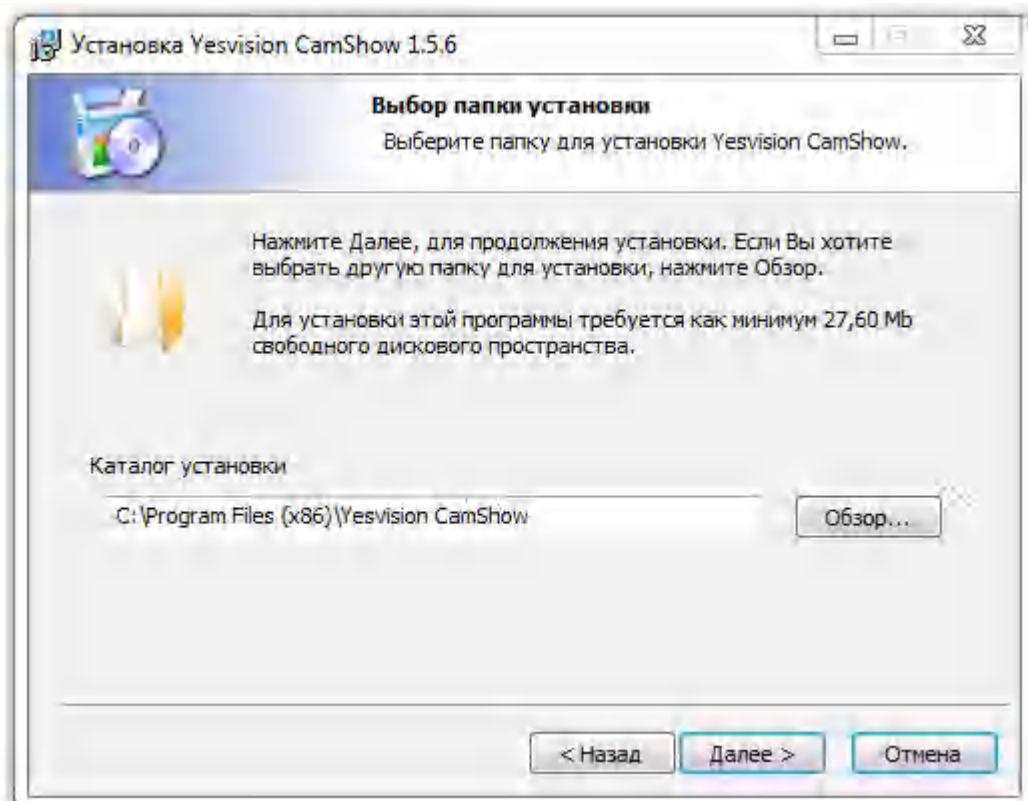 Установка Yesvision CamShow 1.5.6
Выбор папки установки
Выберите папку для установки Yesvision CamShow.
Нажмите Далее, для продолжения установки. Если Вы хотите
выбрать другую папку для установки, нажмите Обзор.
Для установки этой программы требуется как минимум 27,60 Mb
свободного дискового пространства.
Каталог установки
C:\Program Files (x86)\Yesvision CamShow
Обзор...
< Назад
Далее >
Отмена